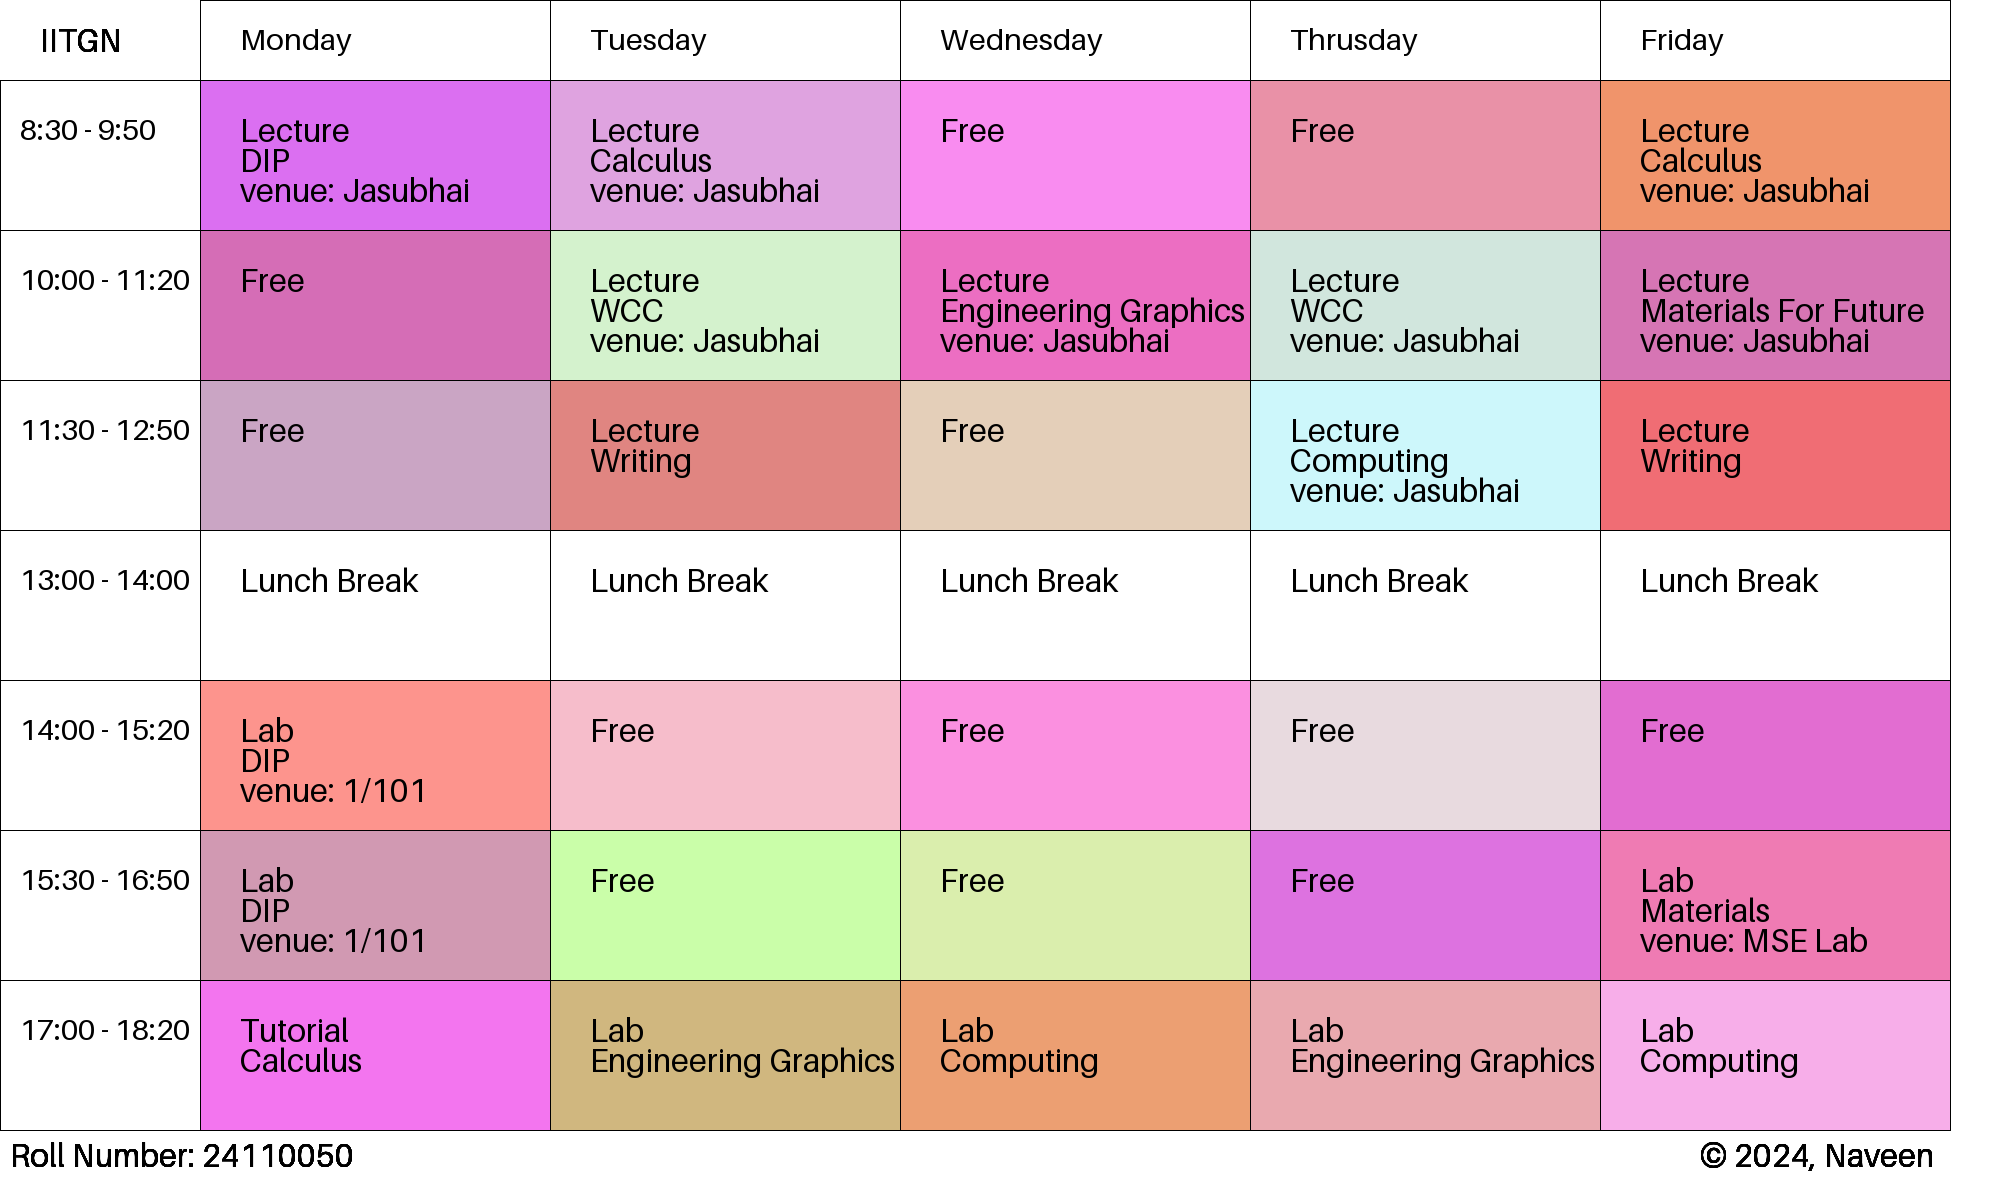 IITGN
Monday
Tuesday
Wednesday
Thrusday
Friday
8:30 - 9:50
Lecture
DIP
venue: Jasubhai
Lecture
Calculus
venue: Jasubhai
Free
Free
Lecture
Calculus
venue: Jasubhai
10:00 - 11:20
Free
Lecture
WCC
venue: Jasubhai
Lecture
Engineering Graphics
venue: Jasubhai
Lecture
WCC
venue: Jasubhai
Lecture
Materials For Future
venue: Jasubhai
11:30 - 12:50
Free
Lecture
Writing
Free
Lecture
Computing
venue: Jasubhai
Lecture
Writing
13:00 - 14:00
Lunch Break
Lunch Break
Lunch Break
Lunch Break
Lunch Break
14:00 - 15:20
Lab
DIP
venue: 1/101
Free
Free
Free
Free
15:30 - 16:50
Lab
DIP
venue: 1/101
Free
Free
Free
Lab
Materials
venue: MSE Lab
17:00 - 18:20
Tutorial
Calculus
Lab
Engineering Graphics
Lab
Computing
Lab
Engineering Graphics
Lab
Computing
Roll Number: 24110050
© 2024, Naveen